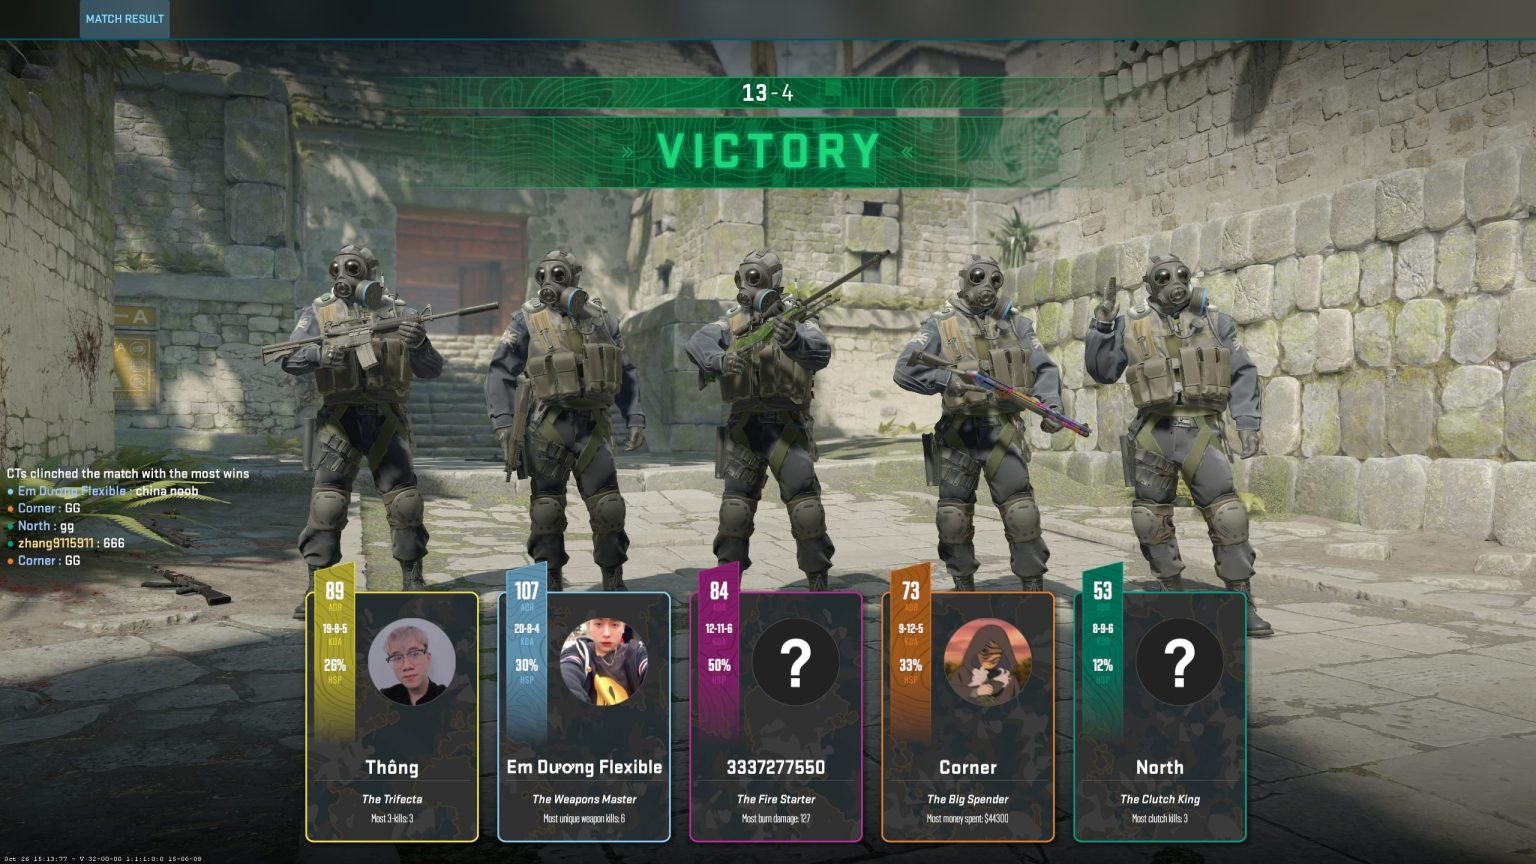 MATCH RESULT
13-4
VICTORY
A
CTs clinched the match with the most wins
Em Dương Flexible : china noob
Corner : GG
North : gg
zhang9115911 : 666
Corner : GG
89
ADR
19-8-5
KDA
26%
HSP
Thông
The Trifecta
Most 3-kills: 3
107
ADR
20-8-4
KDA
30%
HSP
Em Dương Flexible
The Weapons Master
Most unique weapon kills: 6
84
ADR
12-11-6
KDA
50%
HSP
?
3337277550
The Fire Starter
Most burn damage: 127
73
ADR
9-12-5
KDA
33%
HSP
Corner
The Big Spender
Most money spent: $44300
53
ADR
8-9-6
KDA
12%
HSP
?
North
The Clutch King
Most clutch kills: 3